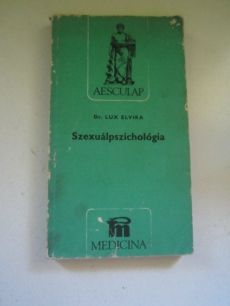 AESCULAP
Dr. LUX ELVIRA
Szexuálpszichológia
MEDICINA